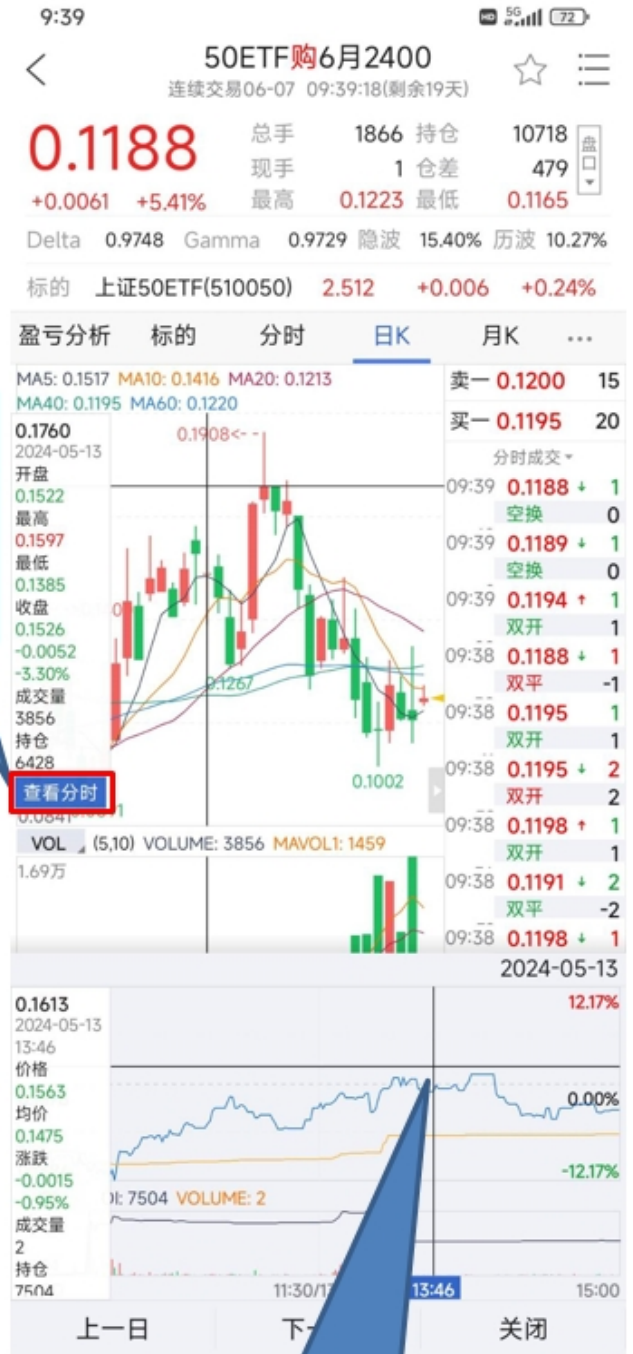 9:39 HD 5G 72
50ETF购6月2400
连续交易06-07 09:39:18(剩余19天)
0.1188
+0.0061 +5.41%
总手 1866 持仓 10718
现手 1 仓差 479
最高 0.1223 最低 0.1165
盘口
Delta 0.9748 Gamma 0.9729 隐波 15.40% 历波 10.27%
标的 上证50ETF(510050) 2.512 +0.006 +0.24%
盈亏分析 标的 分时 日K 月K ...
MA5: 0.1517 MA10: 0.1416 MA20: 0.1213
MA40: 0.1195 MA60: 0.1220
0.1760
2024-05-13
开盘
0.1522
最高
0.1597
最低
0.1385
收盘
0.1526
-0.0052
-3.30%
成交量
3856
持仓
6428
查看分时
0.0841
0.1908<--
0.1267
0.1002
卖一 0.1200 15
买一 0.1195 20
分时成交
09:39 0.1188 ↓ 1
空换 0
09:39 0.1189 ↓ 1
空换 0
09:39 0.1194 ↑ 1
双开 1
09:38 0.1188 ↓ 1
双平 -1
09:38 0.1195 1
双开 1
09:38 0.1195 ↓ 2
双开 2
09:38 0.1198 ↑ 1
双开 1
09:38 0.1191 ↓ 2
双平 -2
09:38 0.1198 ↓ 1
VOL (5,10) VOLUME: 3856 MAVOL1: 1459
1.69万
2024-05-13
0.1613
2024-05-13
13:46
价格
0.1563
均价
0.1475
涨跌
-0.0015
-0.95%
成交量
2
持仓
7504
12.17%
0.00%
-12.17%
: 7504 VOLUME: 2
11:30/1 13:46 15:00
上一日 下一 关闭